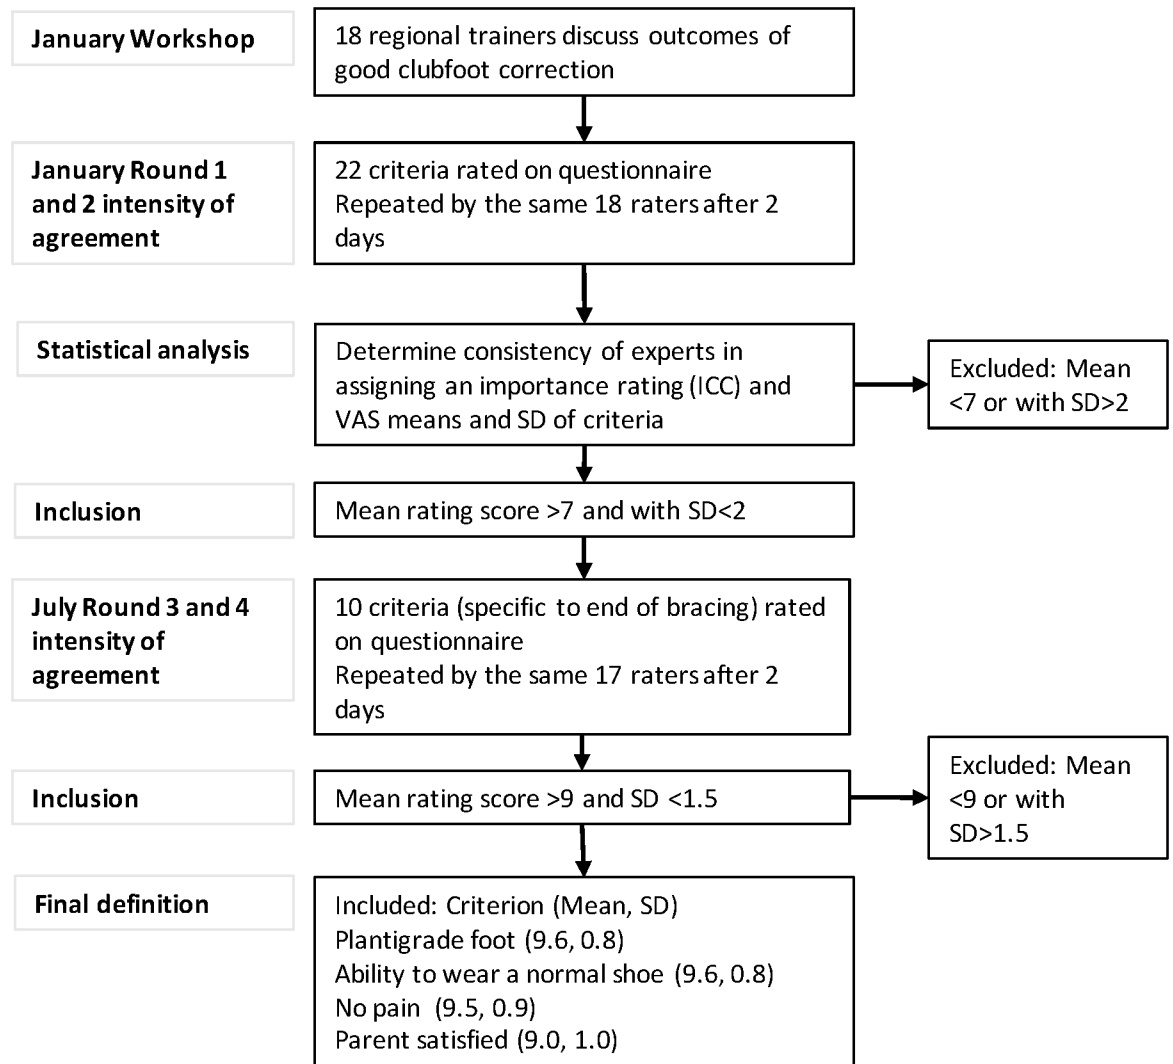 January Workshop
18 regional trainers discuss outcomes of
good clubfoot correction
January Round 1
and 2 intensity of
agreement
22 criteria rated on questionnaire
Repeated by the same 18 raters after 2
days
Statistical analysis
Determine consistency of experts in
assigning an importance rating (ICC) and
VAS means and SD of criteria
Excluded: Mean
<7 or with SD>2
Inclusion
Mean rating score >7 and with SD<2
July Round 3 and 4
intensity of
agreement
10 criteria (specific to end of bracing) rated
on questionnaire
Repeated by the same 17 raters after 2
days
Inclusion
Mean rating score >9 and SD <1.5
Excluded: Mean
<9 or with
SD>1.5
Final definition
Included: Criterion (Mean, SD)
Plantigrade foot (9.6, 0.8)
Ability to wear a normal shoe (9.6, 0.8)
No pain (9.5, 0.9)
Parent satisfied (9.0, 1.0)